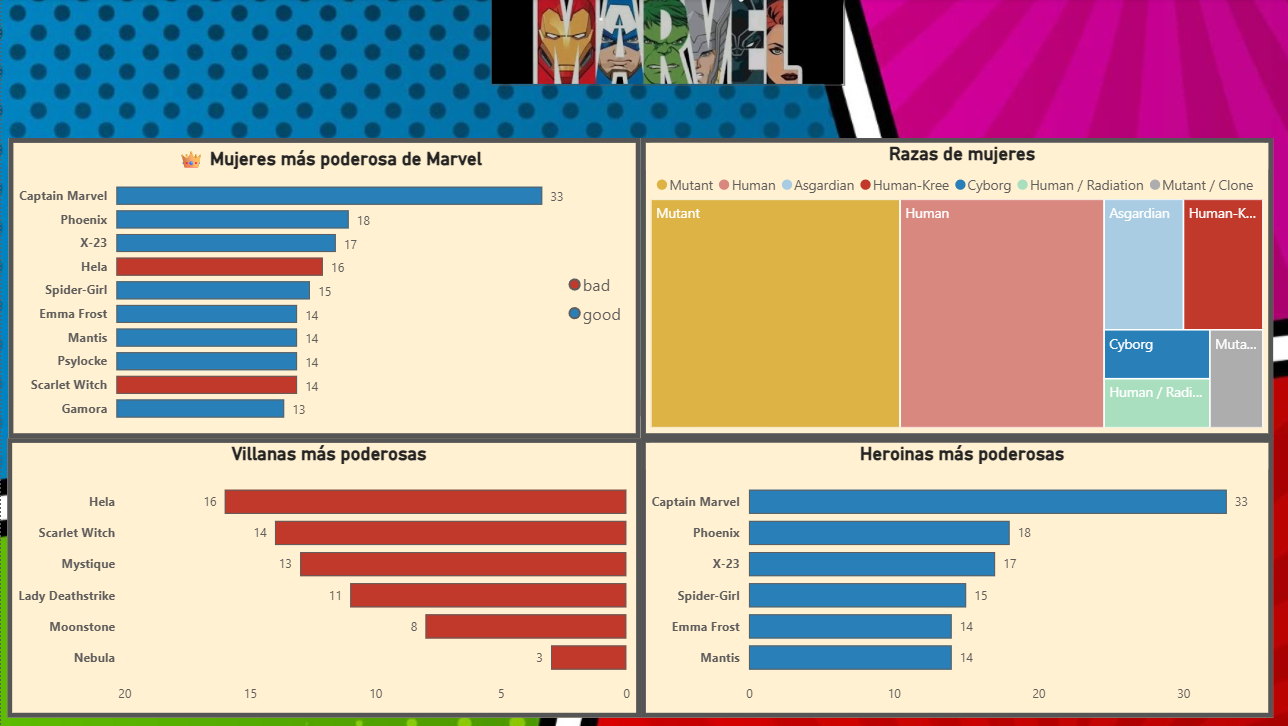 MARVEL
Mujeres más poderosa de Marvel
Captain Marvel 33
Phoenix 18
X-23 17
Hela 16
Spider-Girl 15
Emma Frost 14
Mantis 14
Psylocke 14
Scarlet Witch 14
Gamora 13
bad
good
Razas de mujeres
Mutant Human Asgardian Human-Kree Cyborg Human / Radiation Mutant / Clone
Mutant Human Asgardian Human-K...
Cyborg Muta...
Human / Radi...
Villanas más poderosas
Hela 16
Scarlet Witch 14
Mystique 13
Lady Deathstrike 11
Moonstone 8
Nebula 3
20 15 10 5 0
Heroinas más poderosas
Captain Marvel 33
Phoenix 18
X-23 17
Spider-Girl 15
Emma Frost 14
Mantis 14
0 10 20 30